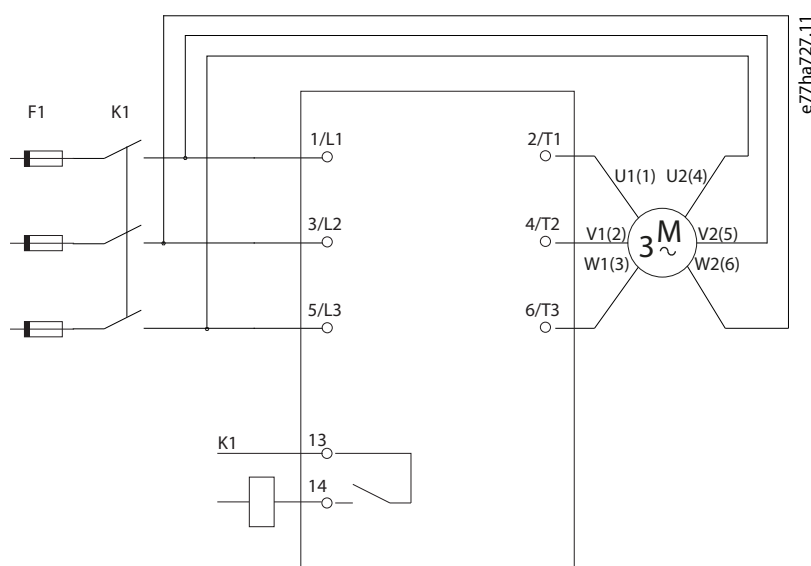 e77ha727.11
F1
K1
1/L1
2/T1
U1(1) U2(4)
3/L2
4/T2
V1(2)
M
3~
V2(5)
W1(3)
W2(6)
5/L3
6/T3
K1
13
14